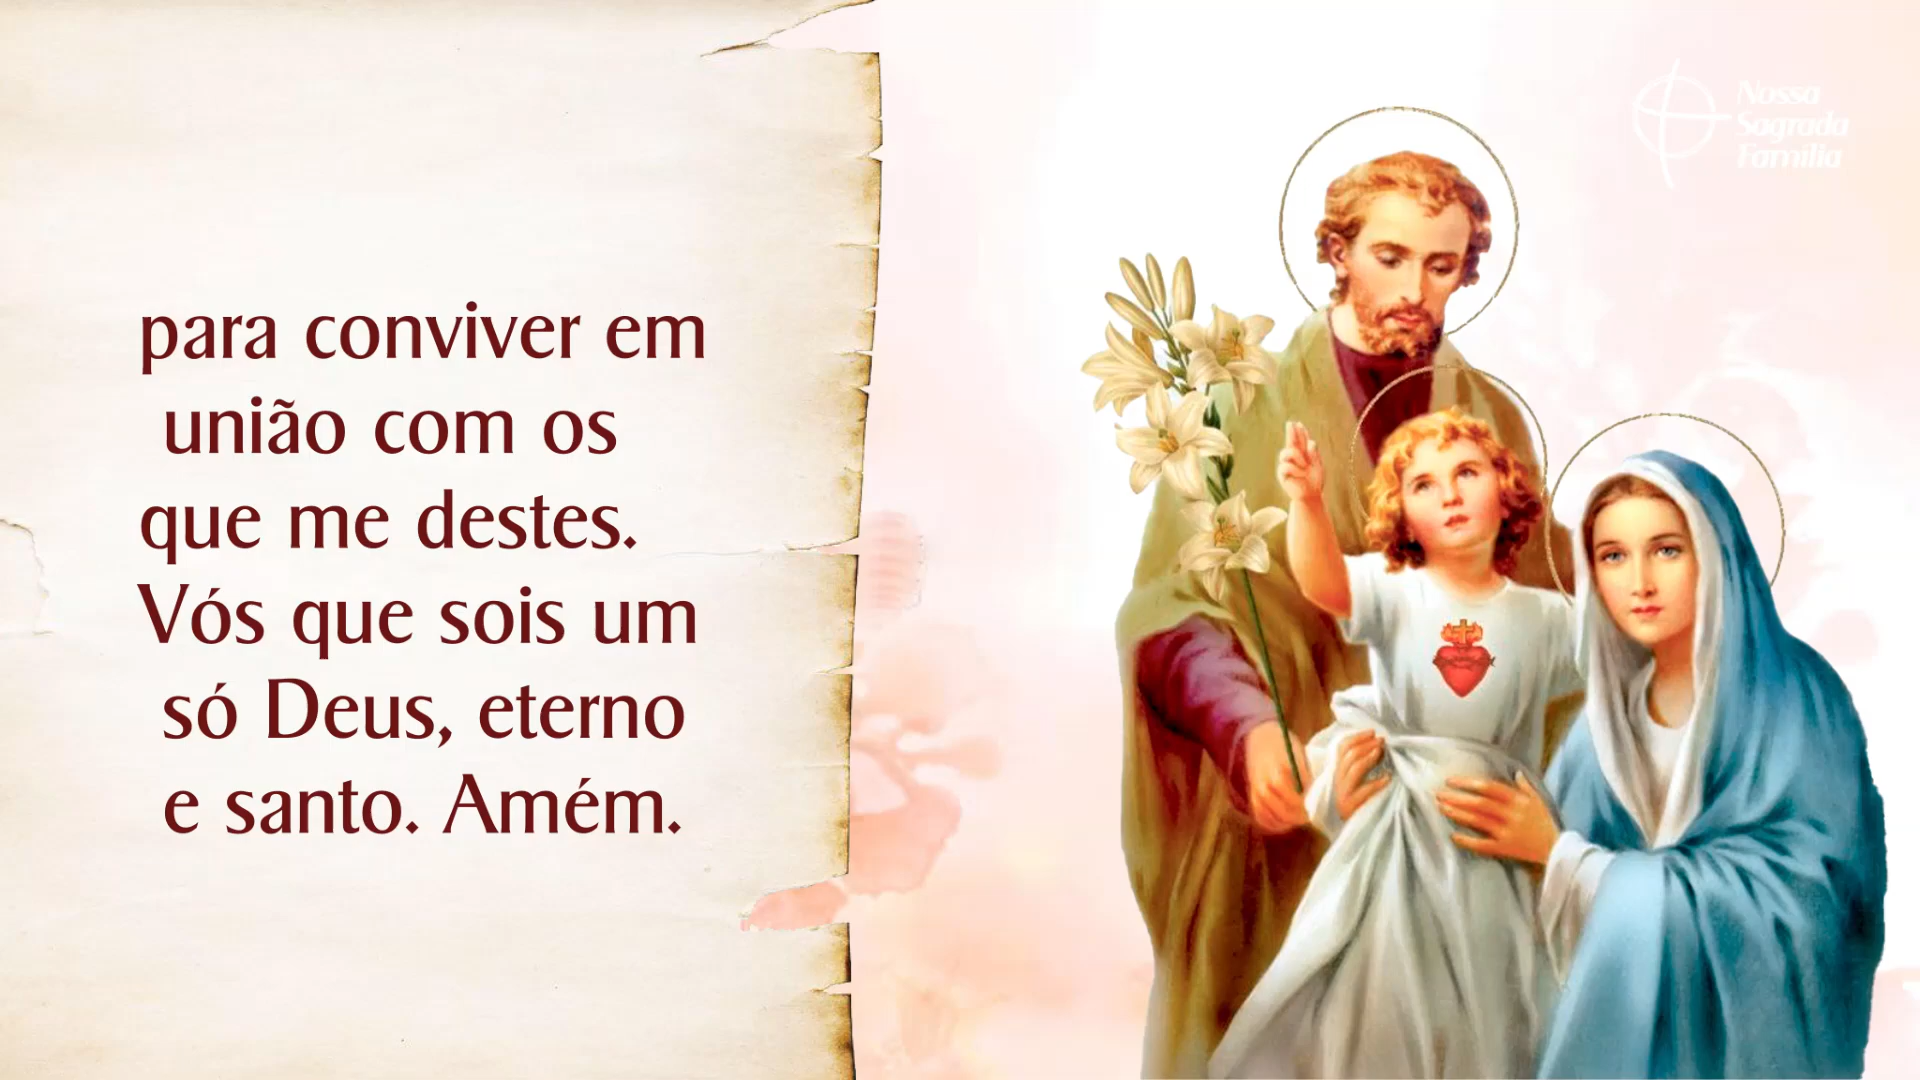 para conviver em
união com os
que me destes.
Vós que sois um
só Deus, eterno
e santo. Amém.
Nossa
Sagrada
Família